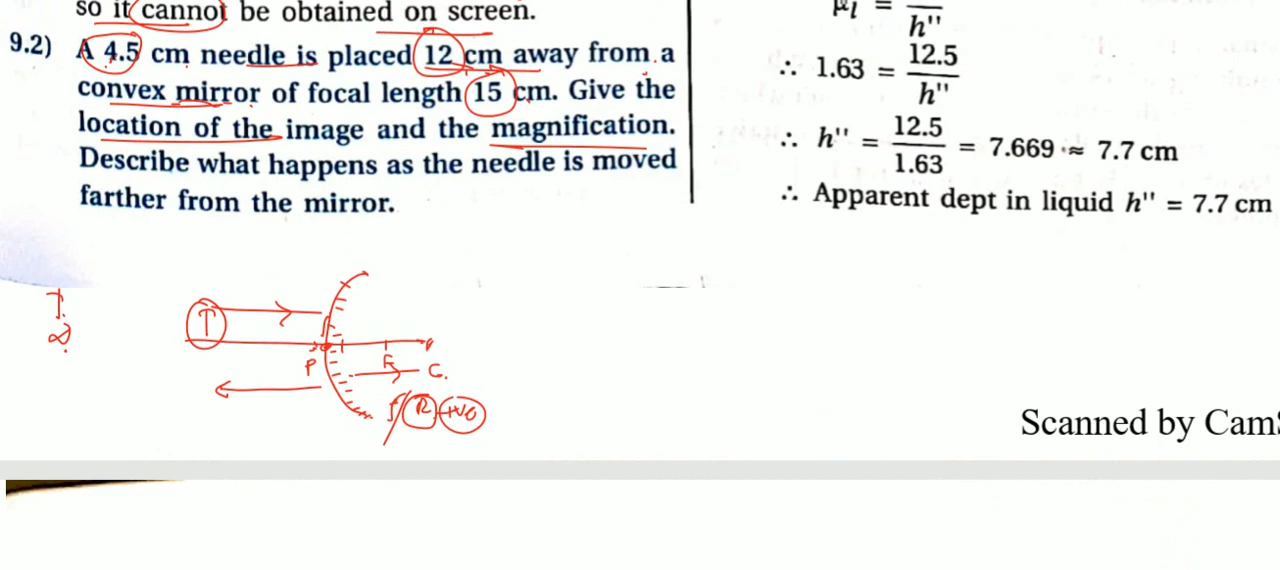 so it cannot be obtained on screen.
9.2) A 4.5 cm needle is placed 12 cm away from a
convex mirror of focal length 15 cm. Give the
location of the image and the magnification.
Describe what happens as the needle is moved
farther from the mirror.
μl = h''
∴ 1.63 = 12.5 / h''
∴ h'' = 12.5 / 1.63 = 7.669 ≈ 7.7 cm
∴ Apparent dept in liquid h'' = 7.7 cm
P F C.
f/R +ve
Scanned by Cam